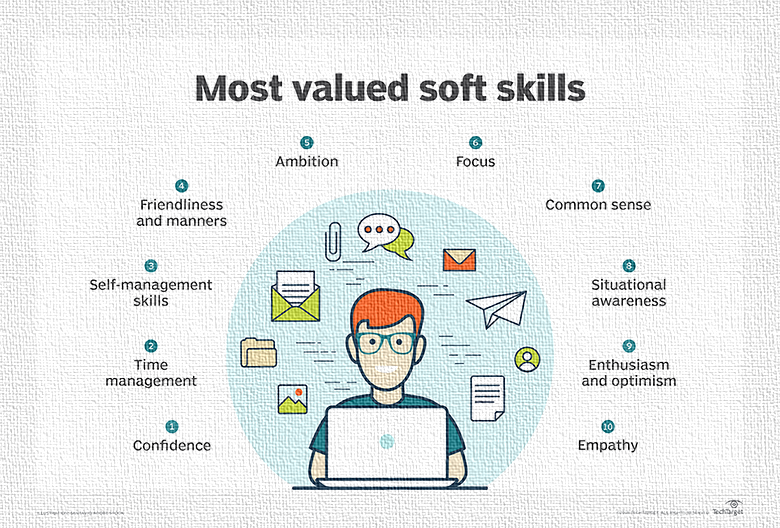 Most valued soft skills
5
Ambition
6
Focus
4
Friendliness
and manners
7
Common sense
3
Self-management
skills
8
Situational
awareness
2
Time
management
9
Enthusiasm
and optimism
1
Confidence
10
Empathy
TechTarget